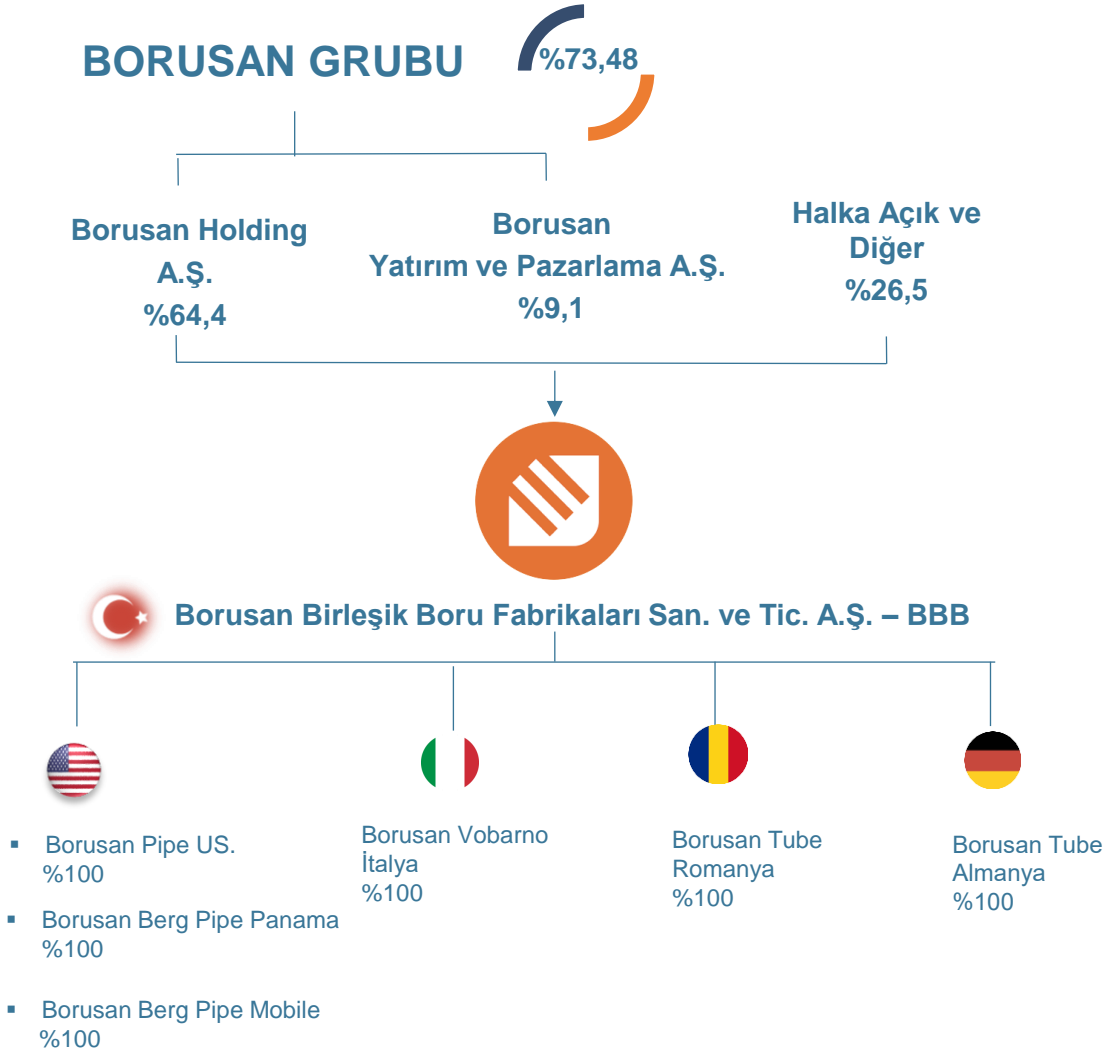 BORUSAN GRUBU
%73,48
Borusan Holding
A.Ş.
%64,4
Borusan
Yatırım ve Pazarlama A.Ş.
%9,1
Halka Açık ve
Diğer
%26,5
Borusan Birleşik Boru Fabrikaları San. ve Tic. A.Ş. – BBB
▪ Borusan Pipe US.
%100
▪ Borusan Berg Pipe Panama
%100
▪ Borusan Berg Pipe Mobile
%100
Borusan Vobarno
İtalya
%100
Borusan Tube
Romanya
%100
Borusan Tube
Almanya
%100